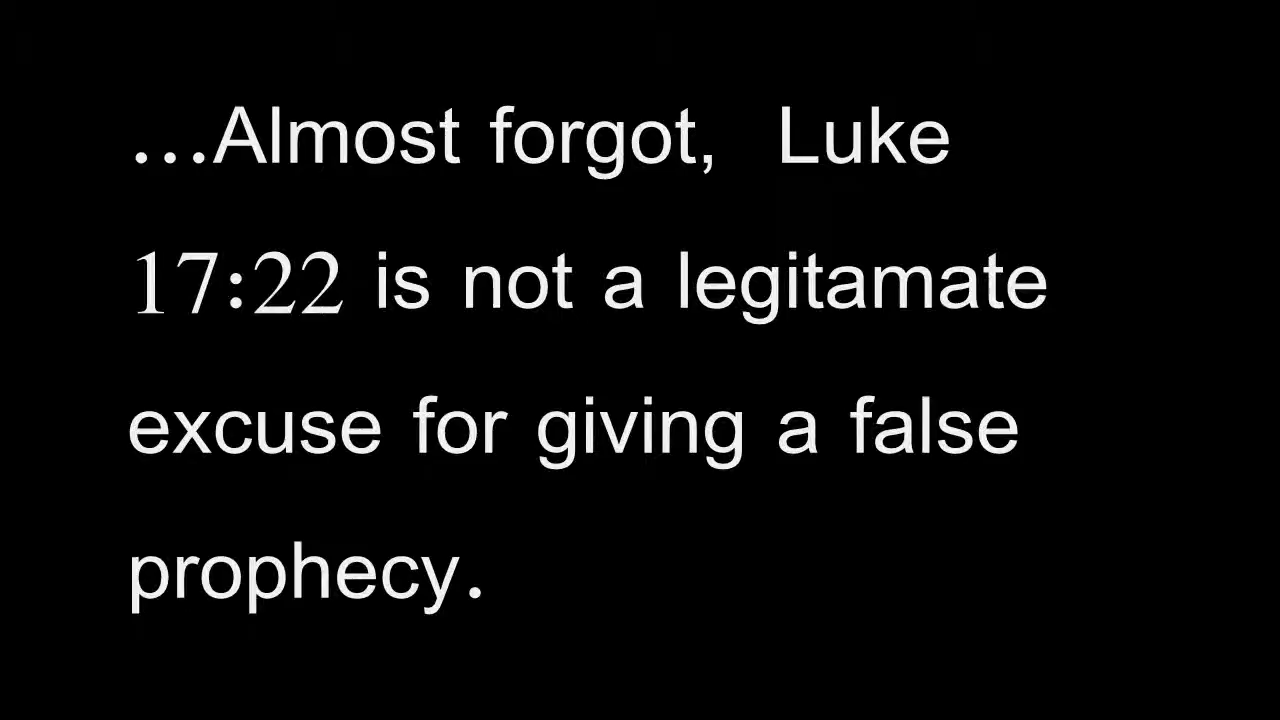 …Almost forgot,  Luke
17:22 is not a legitamate
excuse for giving a false
prophecy.